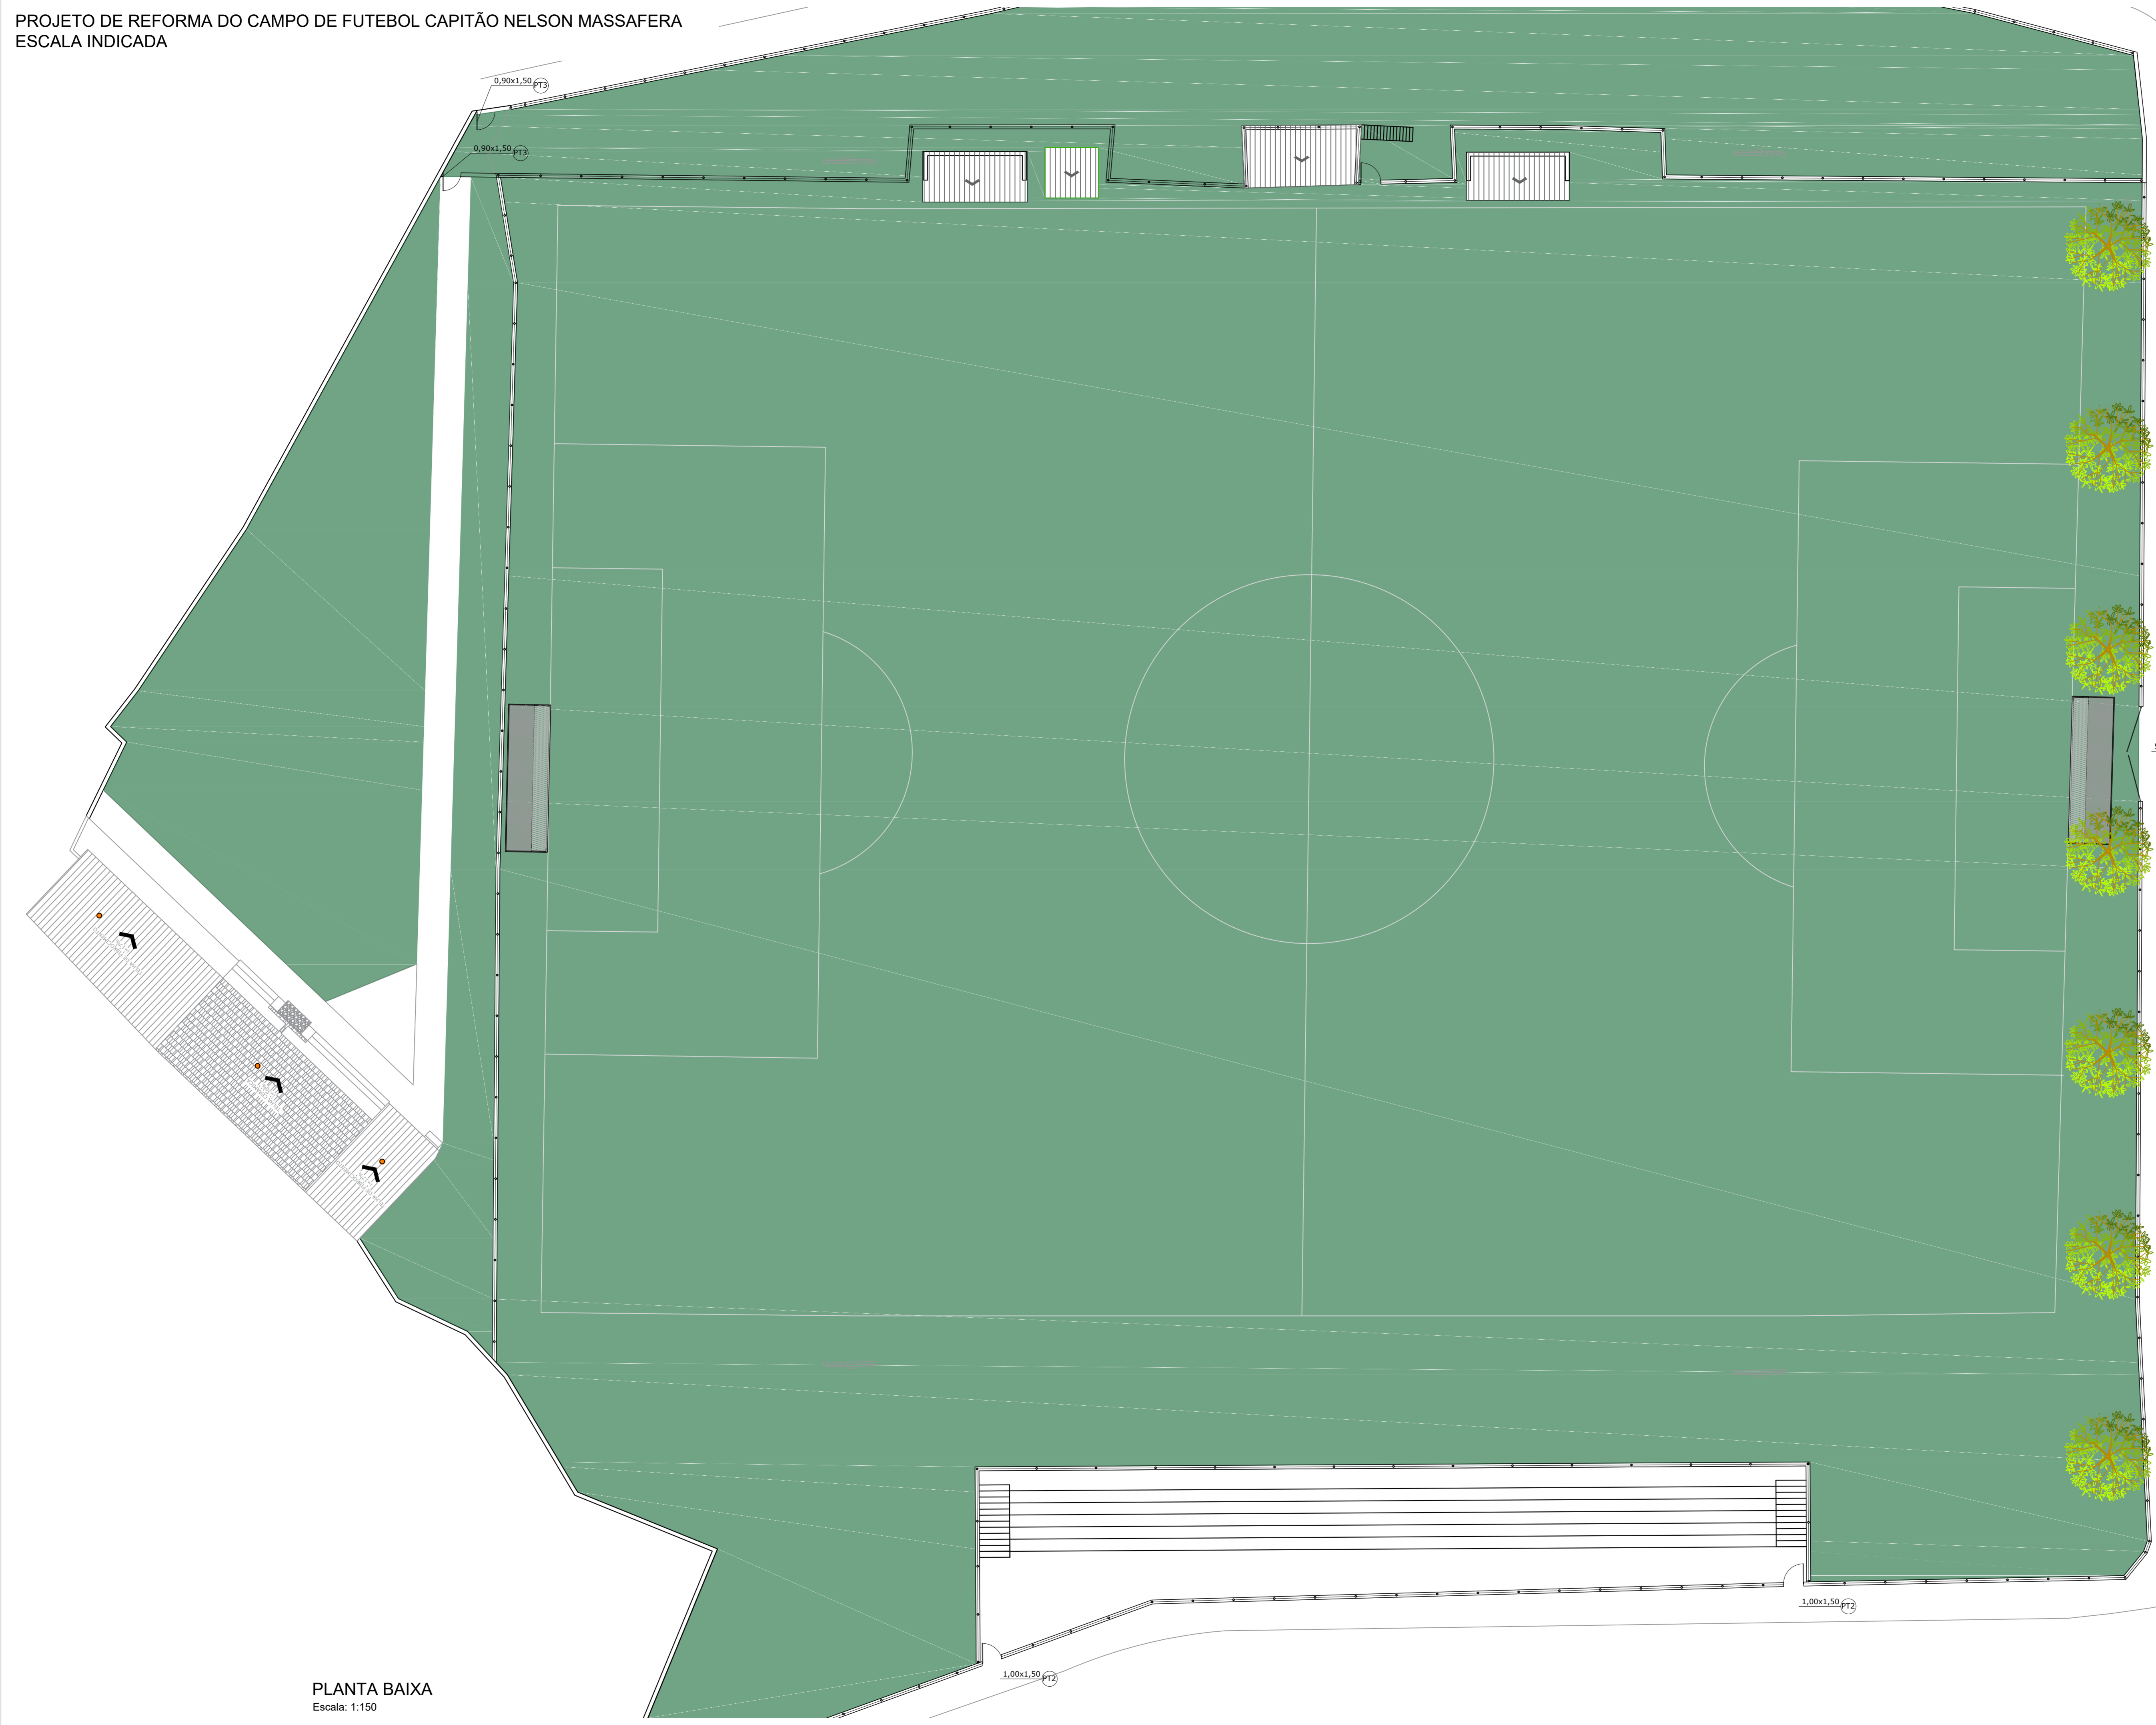 PROJETO DE REFORMA DO CAMPO DE FUTEBOL CAPITÃO NELSON MASSAFERA
ESCALA INDICADA
0,90x1,50 PT3
0,90x1,50 PT3
1,00x1,50 PT2
1,00x1,50 PT2
PLANTA BAIXA
Escala: 1:150